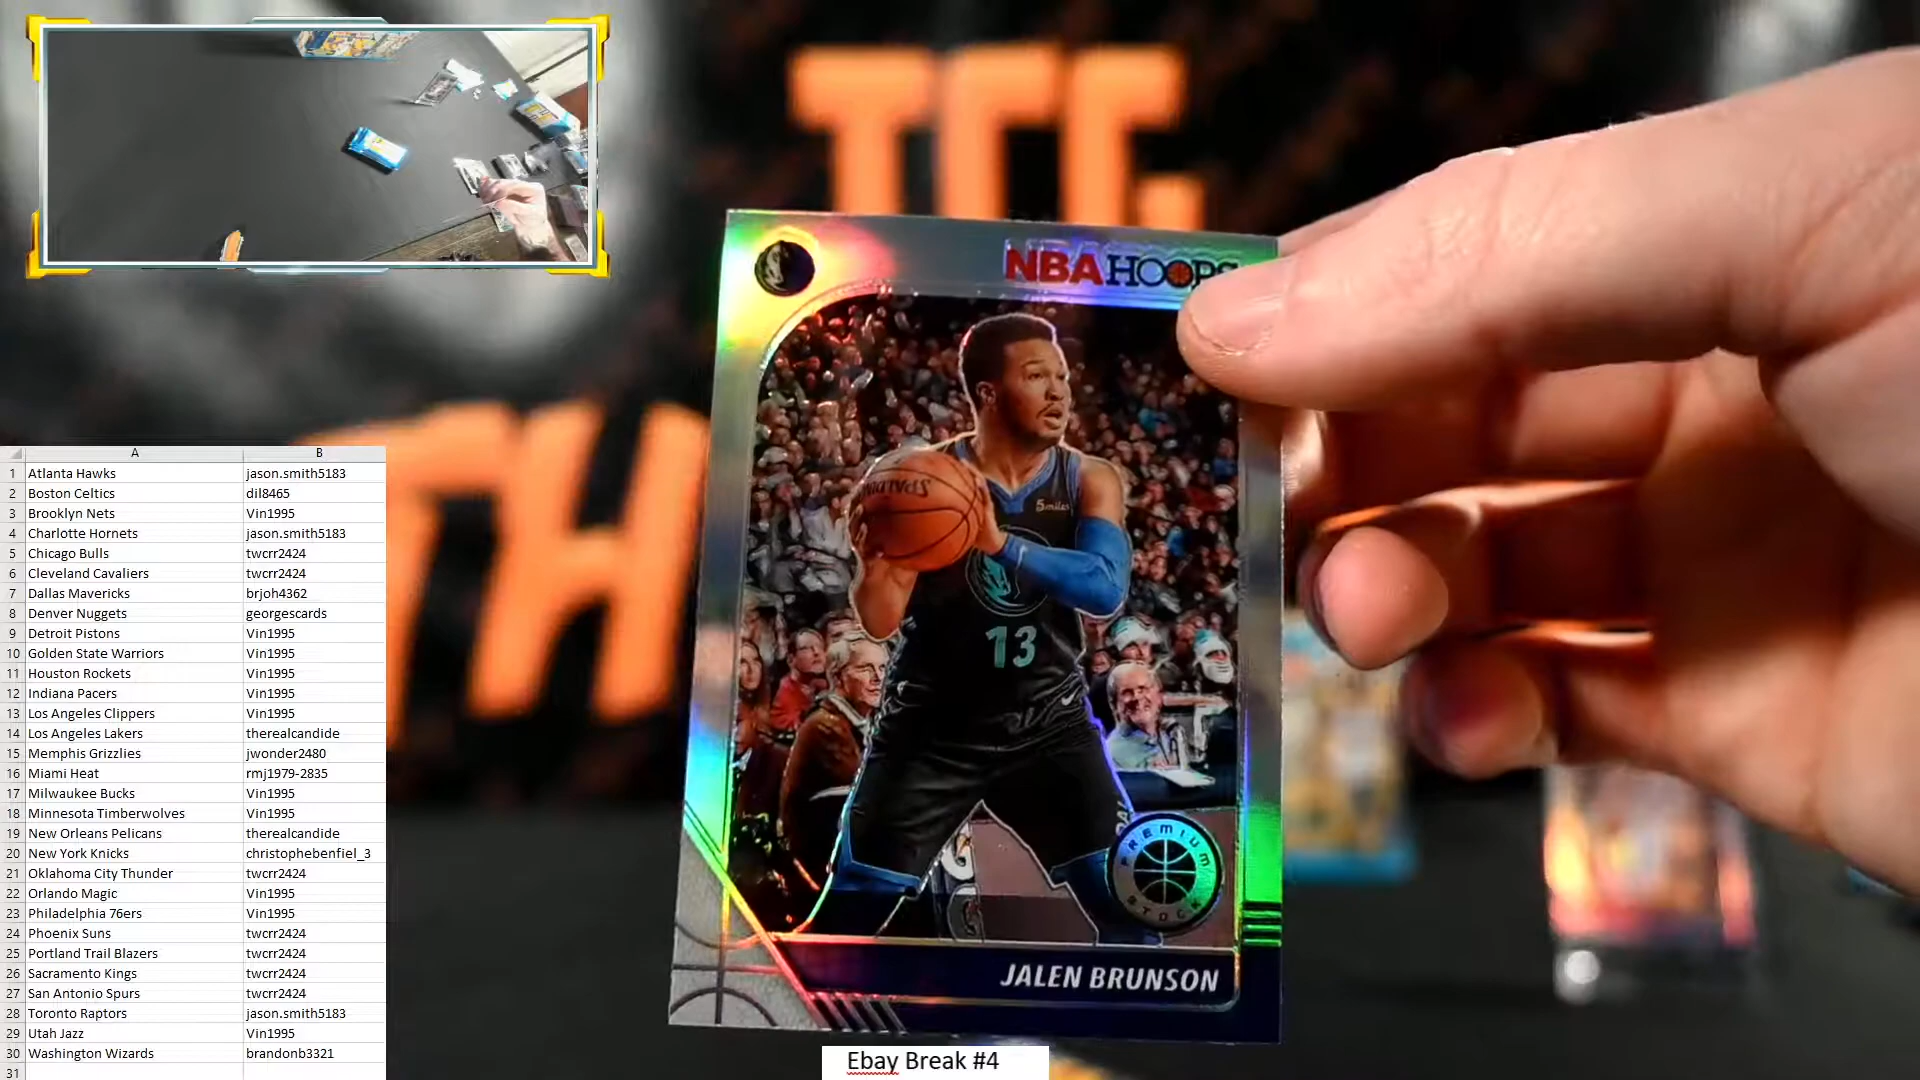 TCG
TH
NBA HOOPS
SPALDING
5miles
13
PREMIUM
STOCK
JALEN BRUNSON
A B
1 Atlanta Hawks jason.smith5183
2 Boston Celtics dil8465
3 Brooklyn Nets Vin1995
4 Charlotte Hornets jason.smith5183
5 Chicago Bulls twcrr2424
6 Cleveland Cavaliers twcrr2424
7 Dallas Mavericks brjoh4362
8 Denver Nuggets georgescards
9 Detroit Pistons Vin1995
10 Golden State Warriors Vin1995
11 Houston Rockets Vin1995
12 Indiana Pacers Vin1995
13 Los Angeles Clippers Vin1995
14 Los Angeles Lakers therealcandide
15 Memphis Grizzlies jwonder2480
16 Miami Heat rmj1979-2835
17 Milwaukee Bucks Vin1995
18 Minnesota Timberwolves Vin1995
19 New Orleans Pelicans therealcandide
20 New York Knicks christophebenfiel_3
21 Oklahoma City Thunder twcrr2424
22 Orlando Magic Vin1995
23 Philadelphia 76ers Vin1995
24 Phoenix Suns twcrr2424
25 Portland Trail Blazers twcrr2424
26 Sacramento Kings twcrr2424
27 San Antonio Spurs twcrr2424
28 Toronto Raptors jason.smith5183
29 Utah Jazz Vin1995
30 Washington Wizards brandonb3321
31
Ebay Break #4